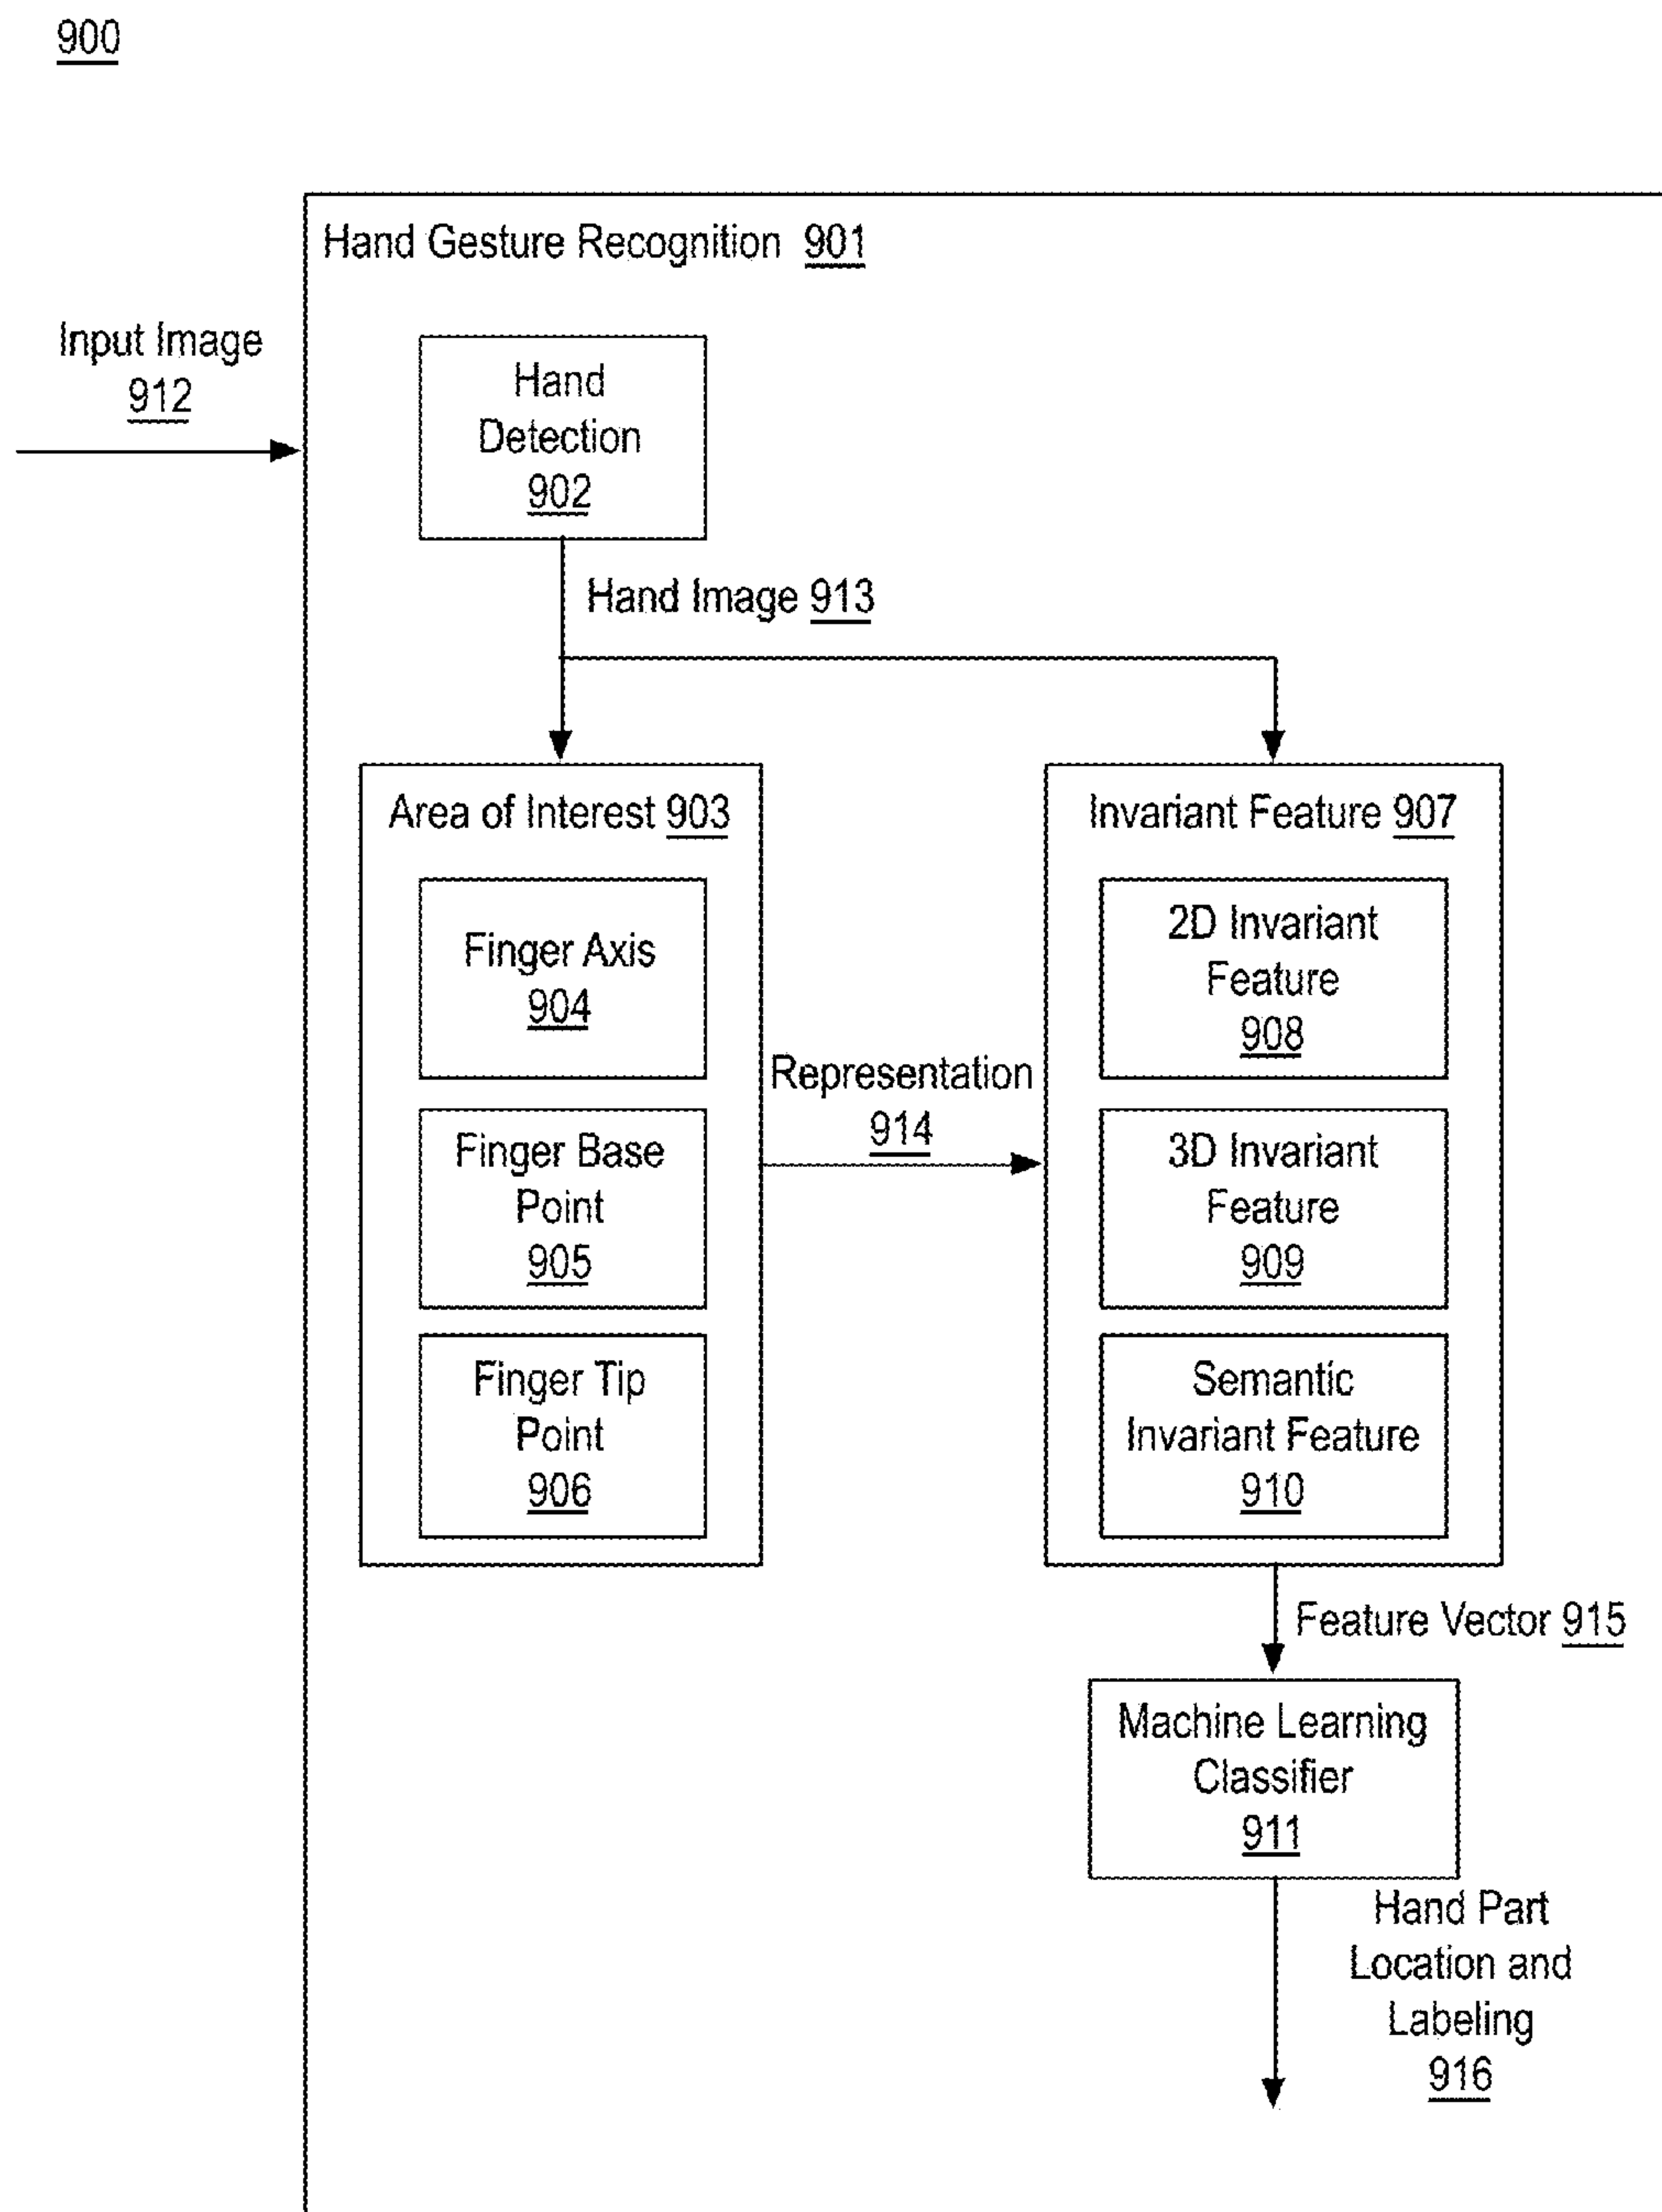 900
Hand Gesture Recognition 901
Input Image
912
Hand
Detection
902
Hand Image 913
Area of Interest 903
Finger Axis
904
Finger Base
Point
905
Finger Tip
Point
906
Representation
914
Invariant Feature 907
2D Invariant
Feature
908
3D Invariant
Feature
909
Semantic
Invariant Feature
910
Feature Vector 915
Machine Learning
Classifier
911
Hand Part
Location and
Labeling
916